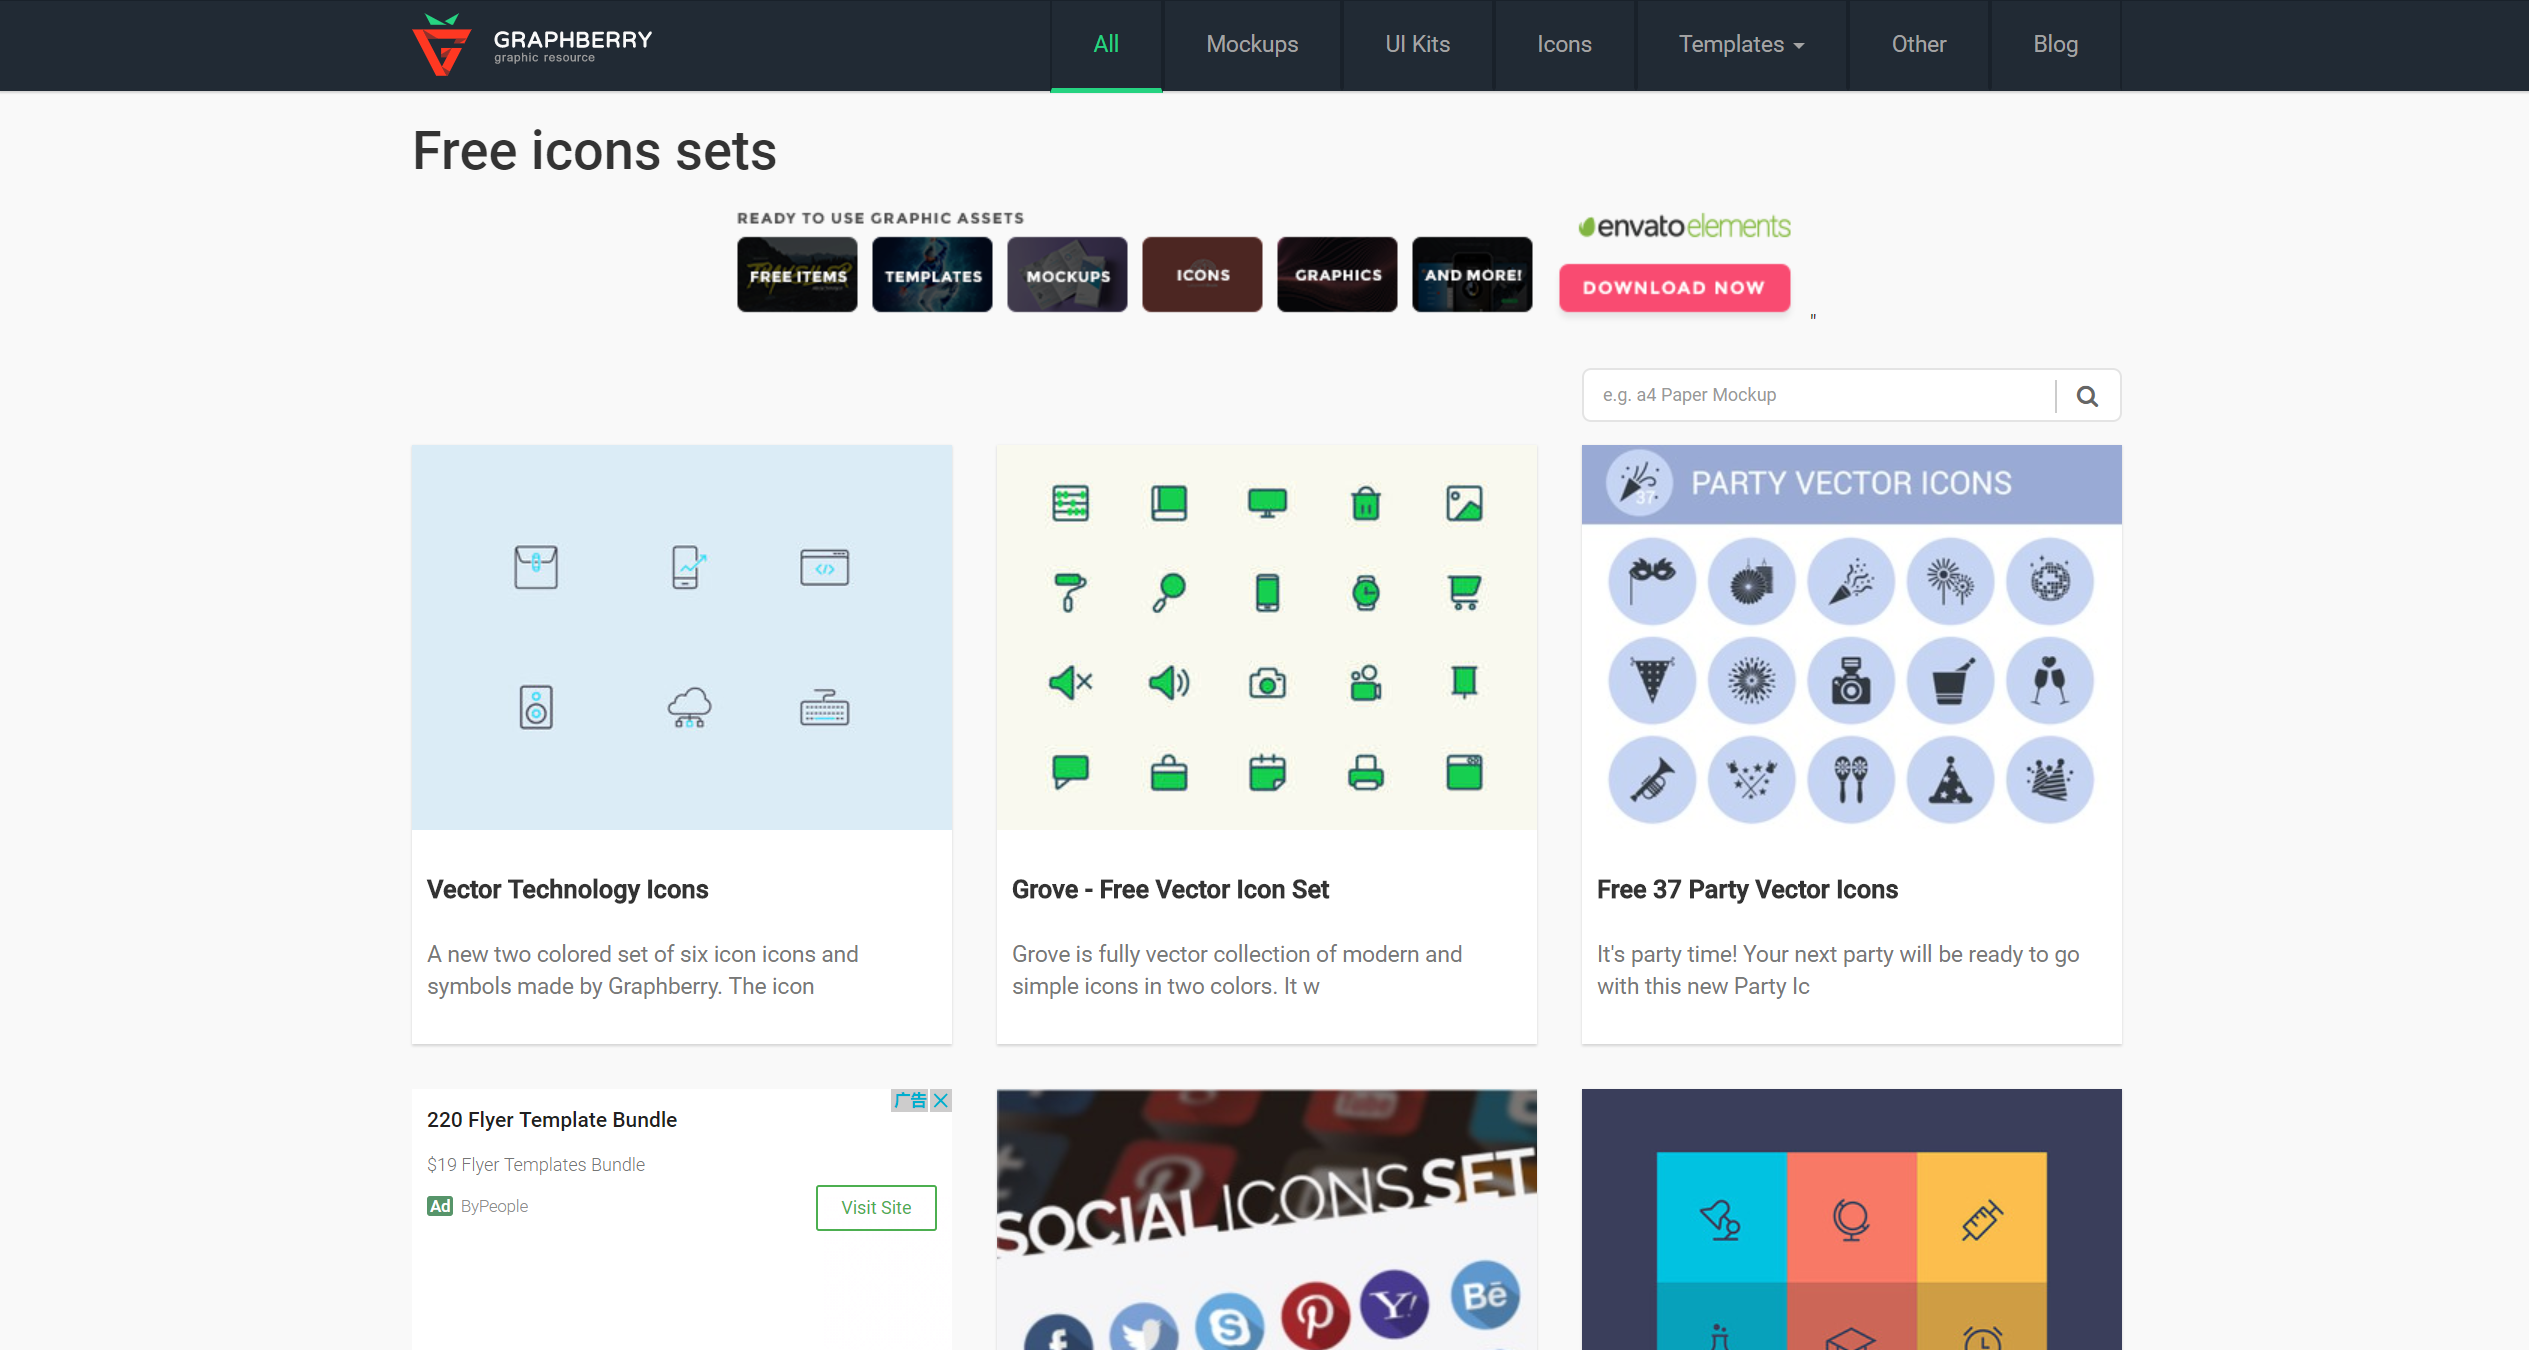 GRAPHBERRY
graphic resource
All
Mockups
UI Kits
Icons
Templates
Other
Blog
Free icons sets
READY TO USE GRAPHIC ASSETS
FREE ITEMS
TEMPLATES
MOCKUPS
ICONS
GRAPHICS
AND MORE!
envato elements
DOWNLOAD NOW
"
e.g. a4 Paper Mockup
37
PARTY VECTOR ICONS
Vector Technology Icons
A new two colored set of six icon icons and
symbols made by Graphberry. The icon
Grove - Free Vector Icon Set
Grove is fully vector collection of modern and
simple icons in two colors. It w
Free 37 Party Vector Icons
It's party time! Your next party will be ready to go
with this new Party Ic
广告
220 Flyer Template Bundle
$19 Flyer Templates Bundle
Ad ByPeople
Visit Site
SOCIAL ICONS SET
Y!
Bē